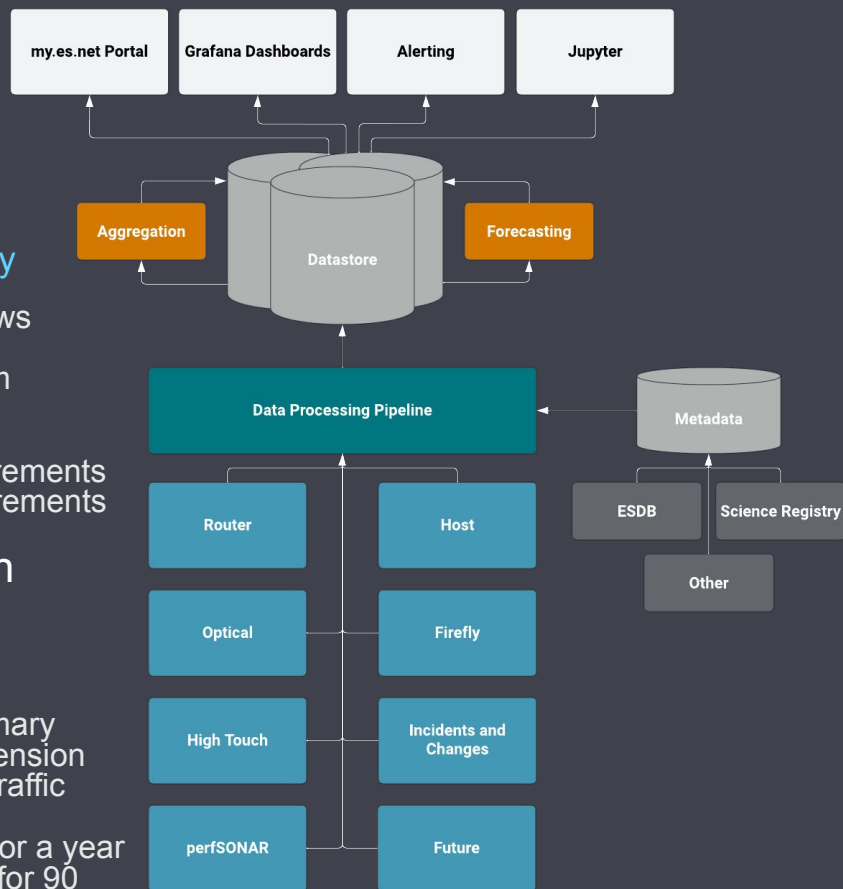 my.es.net Portal
Grafana Dashboards
Alerting
Jupyter
Aggregation
Forecasting
Datastore
y
ws
n
Data Processing Pipeline
Metadata
rements
rements
Router
Host
ESDB
Science Registry
n
Other
Optical
Firefly
mary
ension
raffic
High Touch
Incidents and
Changes
or a year
for 90
perfSONAR
Future